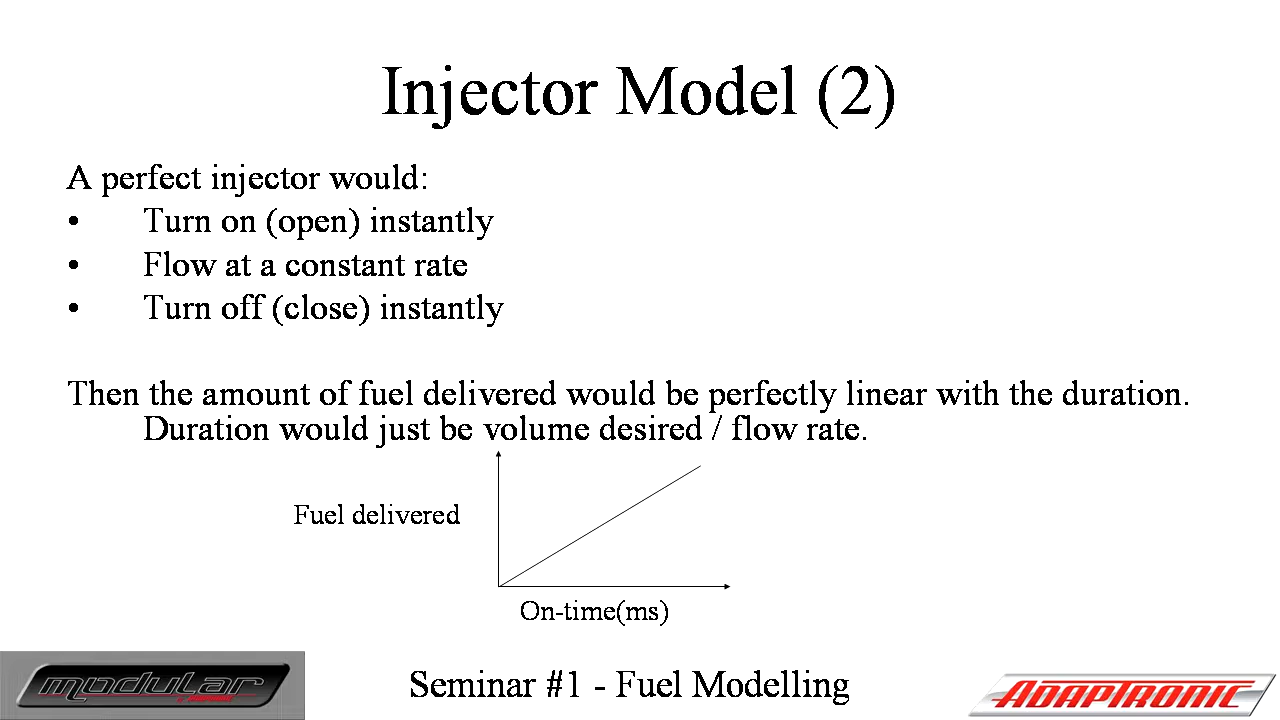 Injector Model (2)
A perfect injector would:
• Turn on (open) instantly
• Flow at a constant rate
• Turn off (close) instantly
Then the amount of fuel delivered would be perfectly linear with the duration.
Duration would just be volume desired / flow rate.
Fuel delivered
On-time(ms)
modular
Seminar #1 - Fuel Modelling
ADAPTRONIC